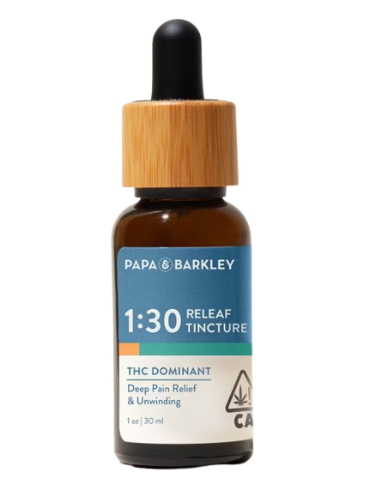 PAPA & BARKLEY
1:30 RELEAF
TINCTURE
THC DOMINANT
Deep Pain Relief
& Unwinding
1 oz | 30 ml
!
CA